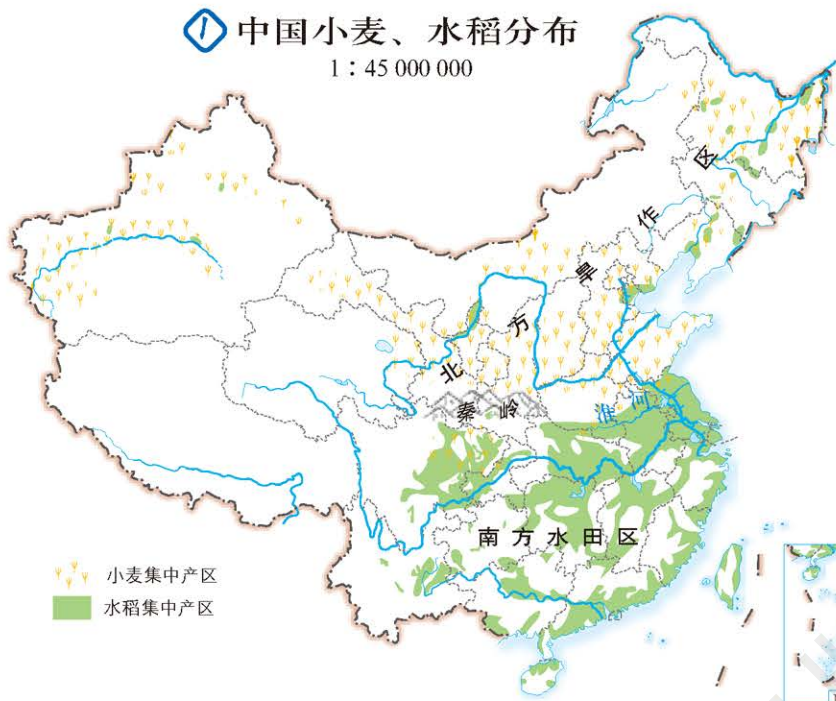 1 中国小麦、水稻分布
1∶45 000 000
北方旱作区
秦岭
淮河
南方水田区
小麦集中产区
水稻集中产区